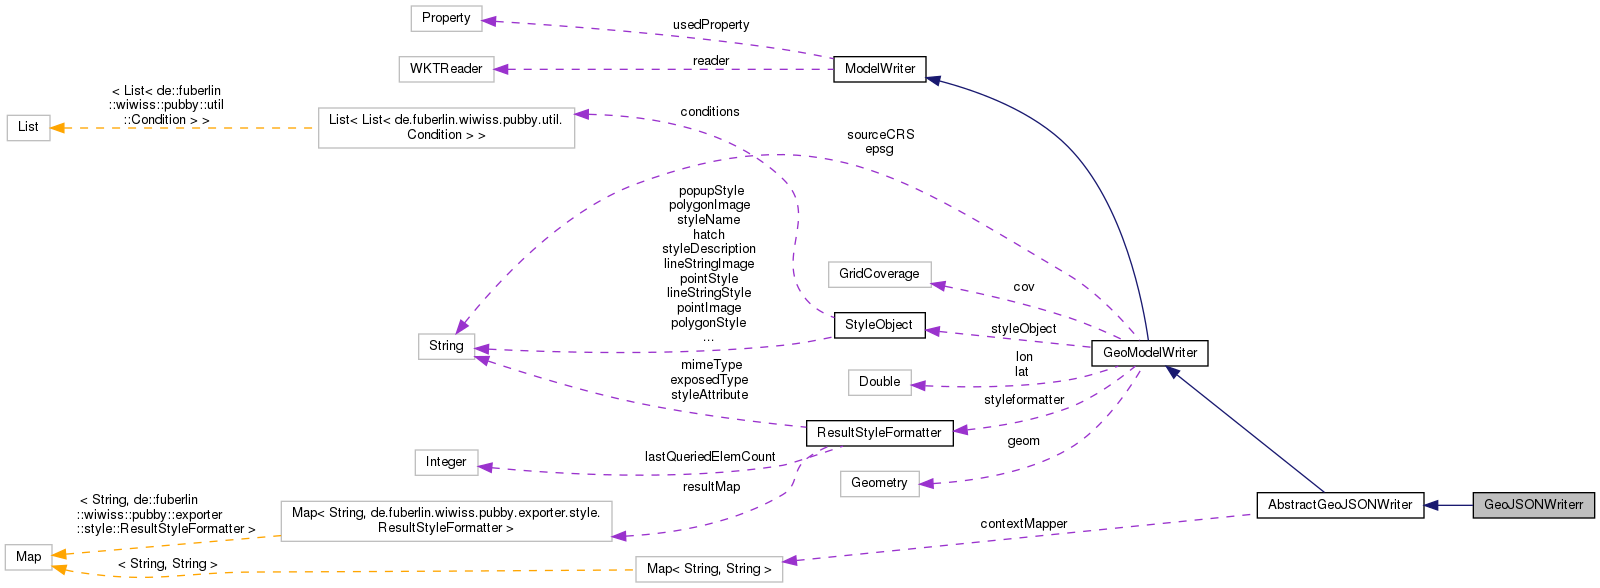 Property
usedProperty
WKTReader
reader
ModelWriter
< List< de::fuberlin
::wiwiss::pubby::util
::Condition > >
List
List< List< de.fuberlin.wiwiss.pubby.util.
Condition > >
conditions
sourceCRS
epsg
popupStyle
polygonImage
styleName
hatch
styleDescription
lineStringImage
pointStyle
lineStringStyle
pointImage
polygonStyle
...
GridCoverage
cov
StyleObject
styleObject
String
GeoModelWriter
lon
lat
Double
mimeType
exposedType
styleAttribute
styleformatter
ResultStyleFormatter
geom
Integer
lastQueriedElemCount
resultMap
Geometry
< String, de::fuberlin
::wiwiss::pubby::exporter
::style::ResultStyleFormatter >
Map< String, de.fuberlin.wiwiss.pubby.exporter.style.
ResultStyleFormatter >
AbstractGeoJSONWriter
GeoJSONWriterr
contextMapper
Map
< String, String >
Map< String, String >